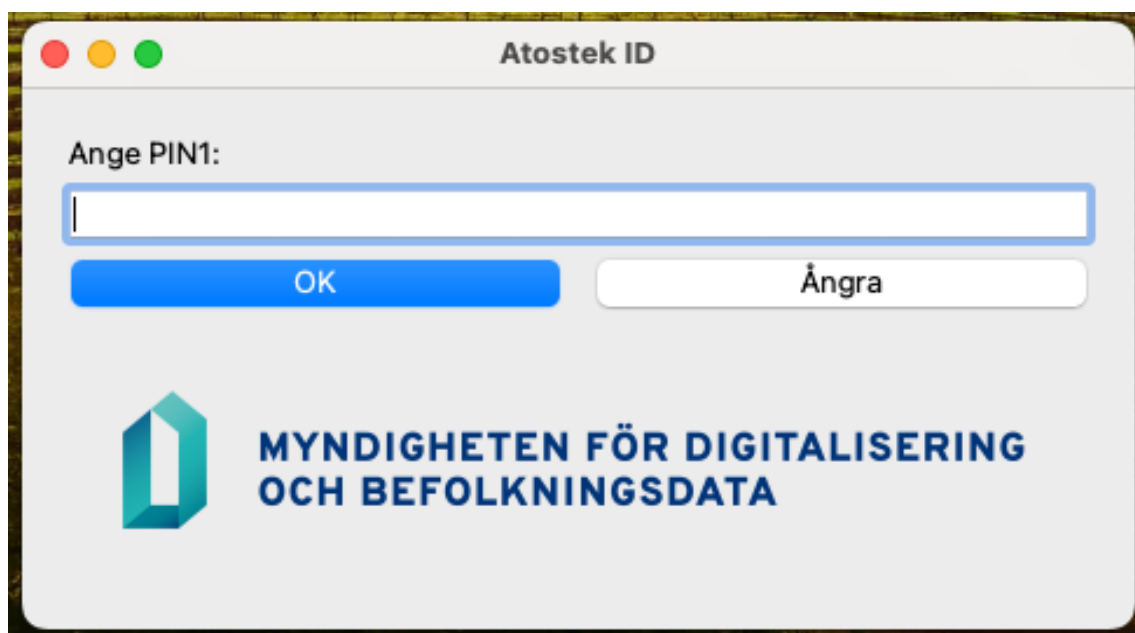 Atostek ID
Ange PIN1:
OK
Ångra
MYNDIGHETEN FÖR DIGITALISERING
OCH BEFOLKNINGSDATA